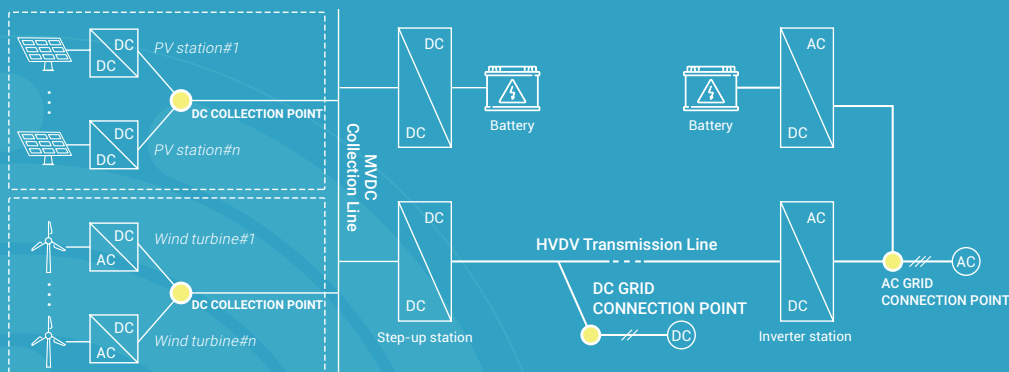 DC
DC
PV station#1
DC COLLECTION POINT
DC
DC
PV station#n
DC
AC
Wind turbine#1
DC COLLECTION POINT
DC
AC
Wind turbine#n
MVDC
Collection Line
DC
DC
Battery
DC
DC
Step-up station
HVDV Transmission Line
DC GRID
CONNECTION POINT
DC
Battery
AC
DC
AC
DC
Inverter station
AC
AC GRID
CONNECTION POINT